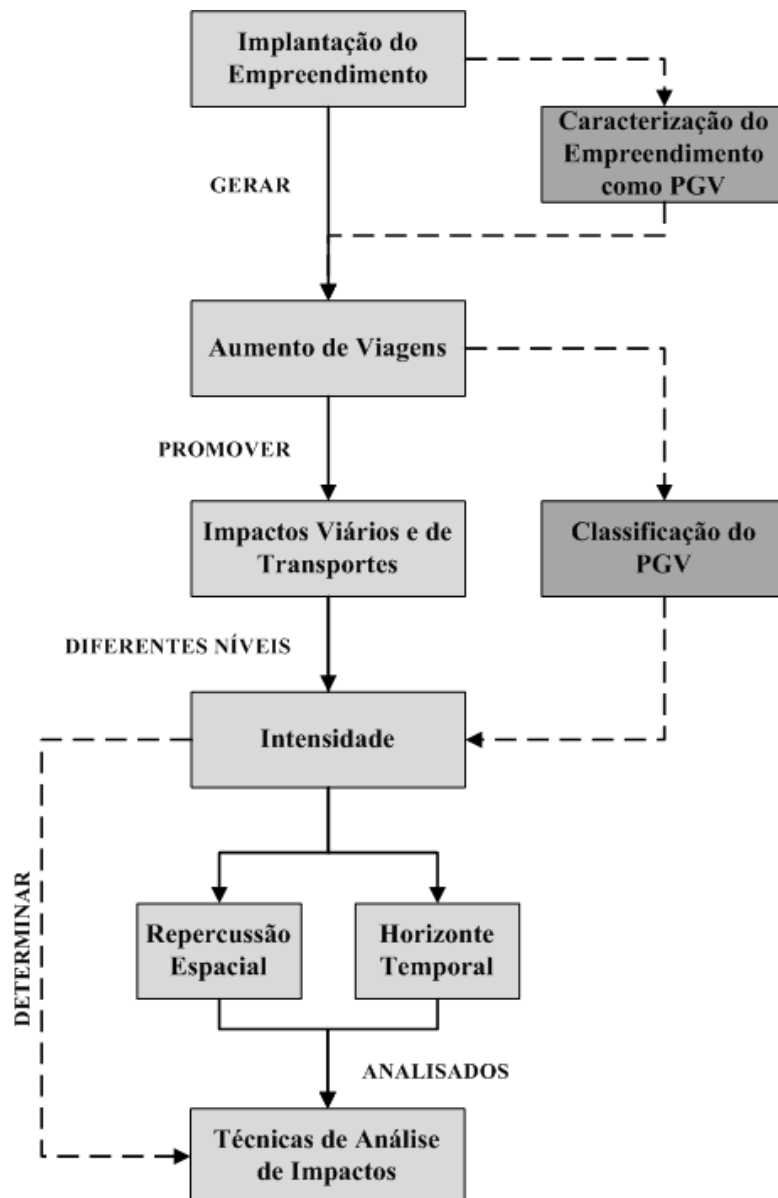 Implantação do
Empreendimento
Caracterização do
Empreendimento
como PGV
GERAR
Aumento de Viagens
PROMOVER
Impactos Viários e de
Transportes
Classificação do
PGV
DIFERENTES NÍVEIS
Intensidade
DETERMINAR
Repercussão
Espacial
Horizonte
Temporal
ANALISADOS
Técnicas de Análise
de Impactos